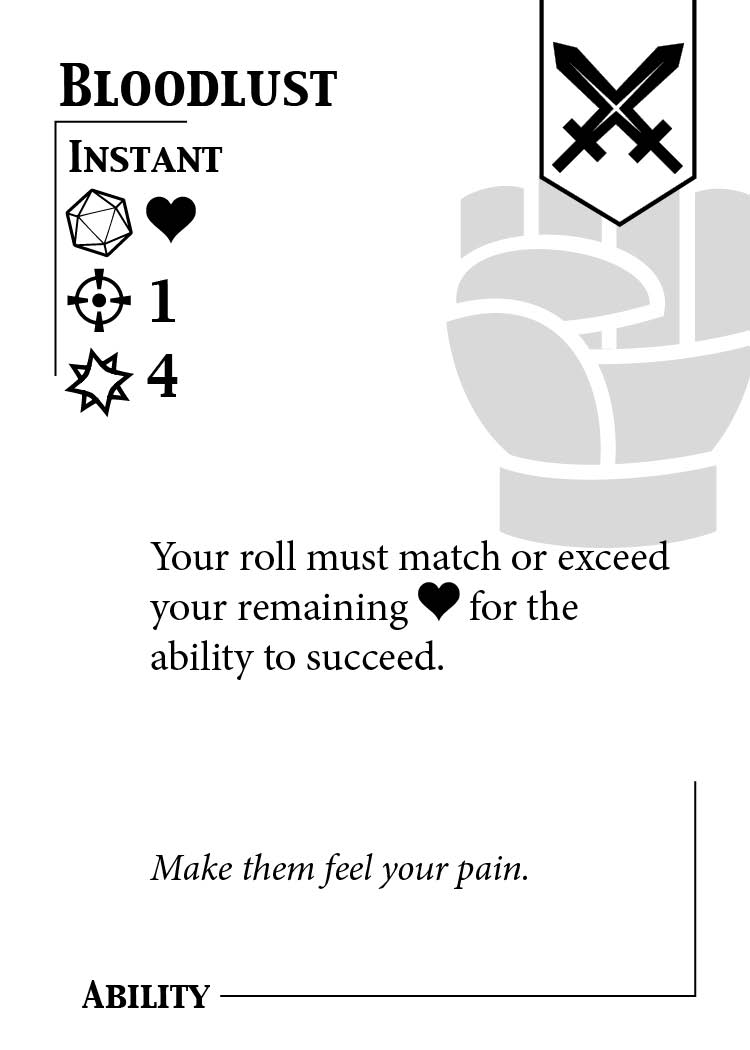 Bloodlust
Instant
1
4
Your roll must match or exceed
your remaining ♥ for the
ability to succeed.
Make them feel your pain.
Ability